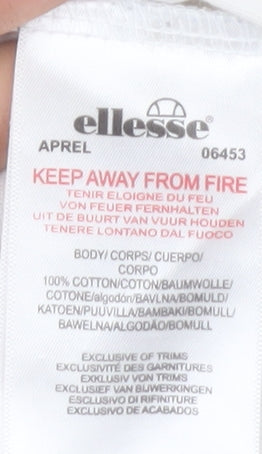 ellesse®
APREL 06453
KEEP AWAY FROM FIRE
TENIR ELOIGNE DU FEU
VON FEUER FERNHALTEN
UIT DE BUURT VAN VUUR HOUDEN
TENERE LONTANO DAL FUOCO
BODY/ CORPS/ CUERPO/
CORPO
100% COTTON/COTON/BAUMWOLLE/
COTONE/algodón/BAVLNA/BOMULD/
KATOEN/PUUVILLA/BAMBAKI/BOMULL/
BAWELNA/ALGODÃO/BOMULL
EXCLUSIVE OF TRIMS
EXCLUSIVITÉ DES GARNITURES
EXKLUSIV VON TRIMS
EXCLUSIEF VAN BIJWERKINGEN
ESCLUSIVO DI RIFINITURE
EXCLUSIVO DE ACABADOS